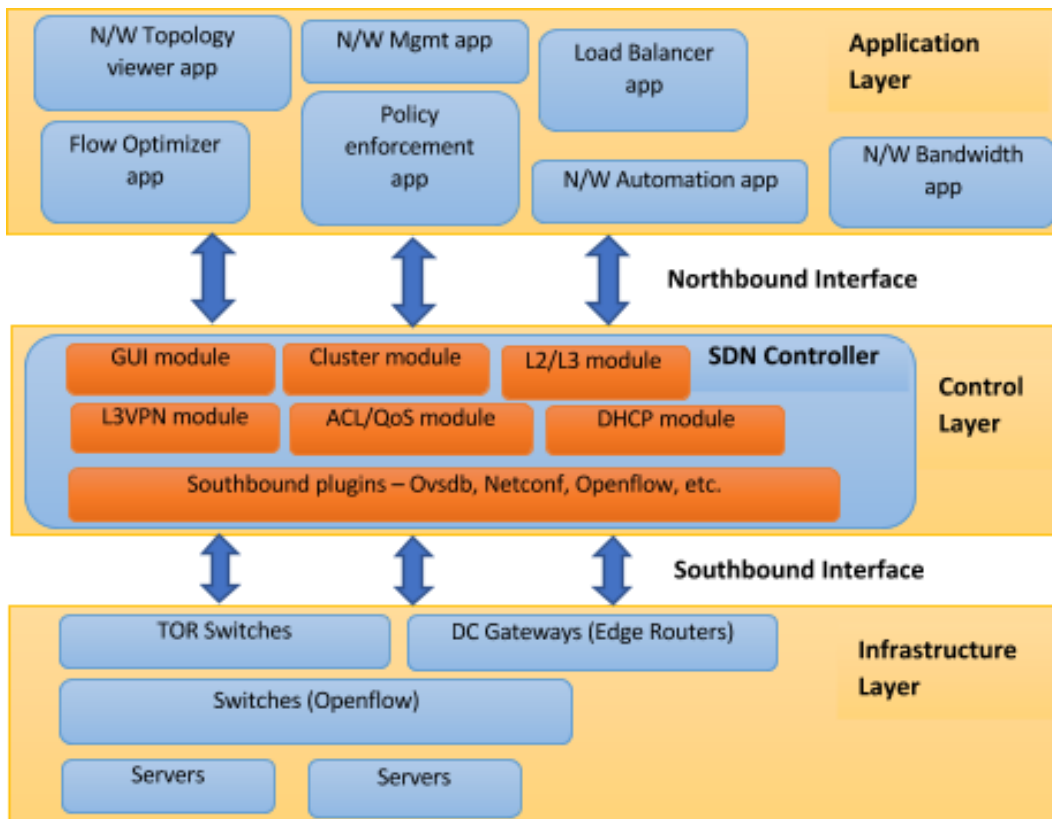 N/W Topology
viewer app
N/W Mgmt app
Load Balancer
app
Application
Layer
Flow Optimizer
app
Policy
enforcement
app
N/W Automation app
N/W Bandwidth
app
Northbound Interface
GUI module
Cluster module
L2/L3 module
SDN Controller
L3VPN module
ACL/QoS module
DHCP module
Control
Layer
Southbound plugins – Ovsdb, Netconf, Openflow, etc.
Southbound Interface
TOR Switches
DC Gateways (Edge Routers)
Infrastructure
Layer
Switches (Openflow)
Servers
Servers